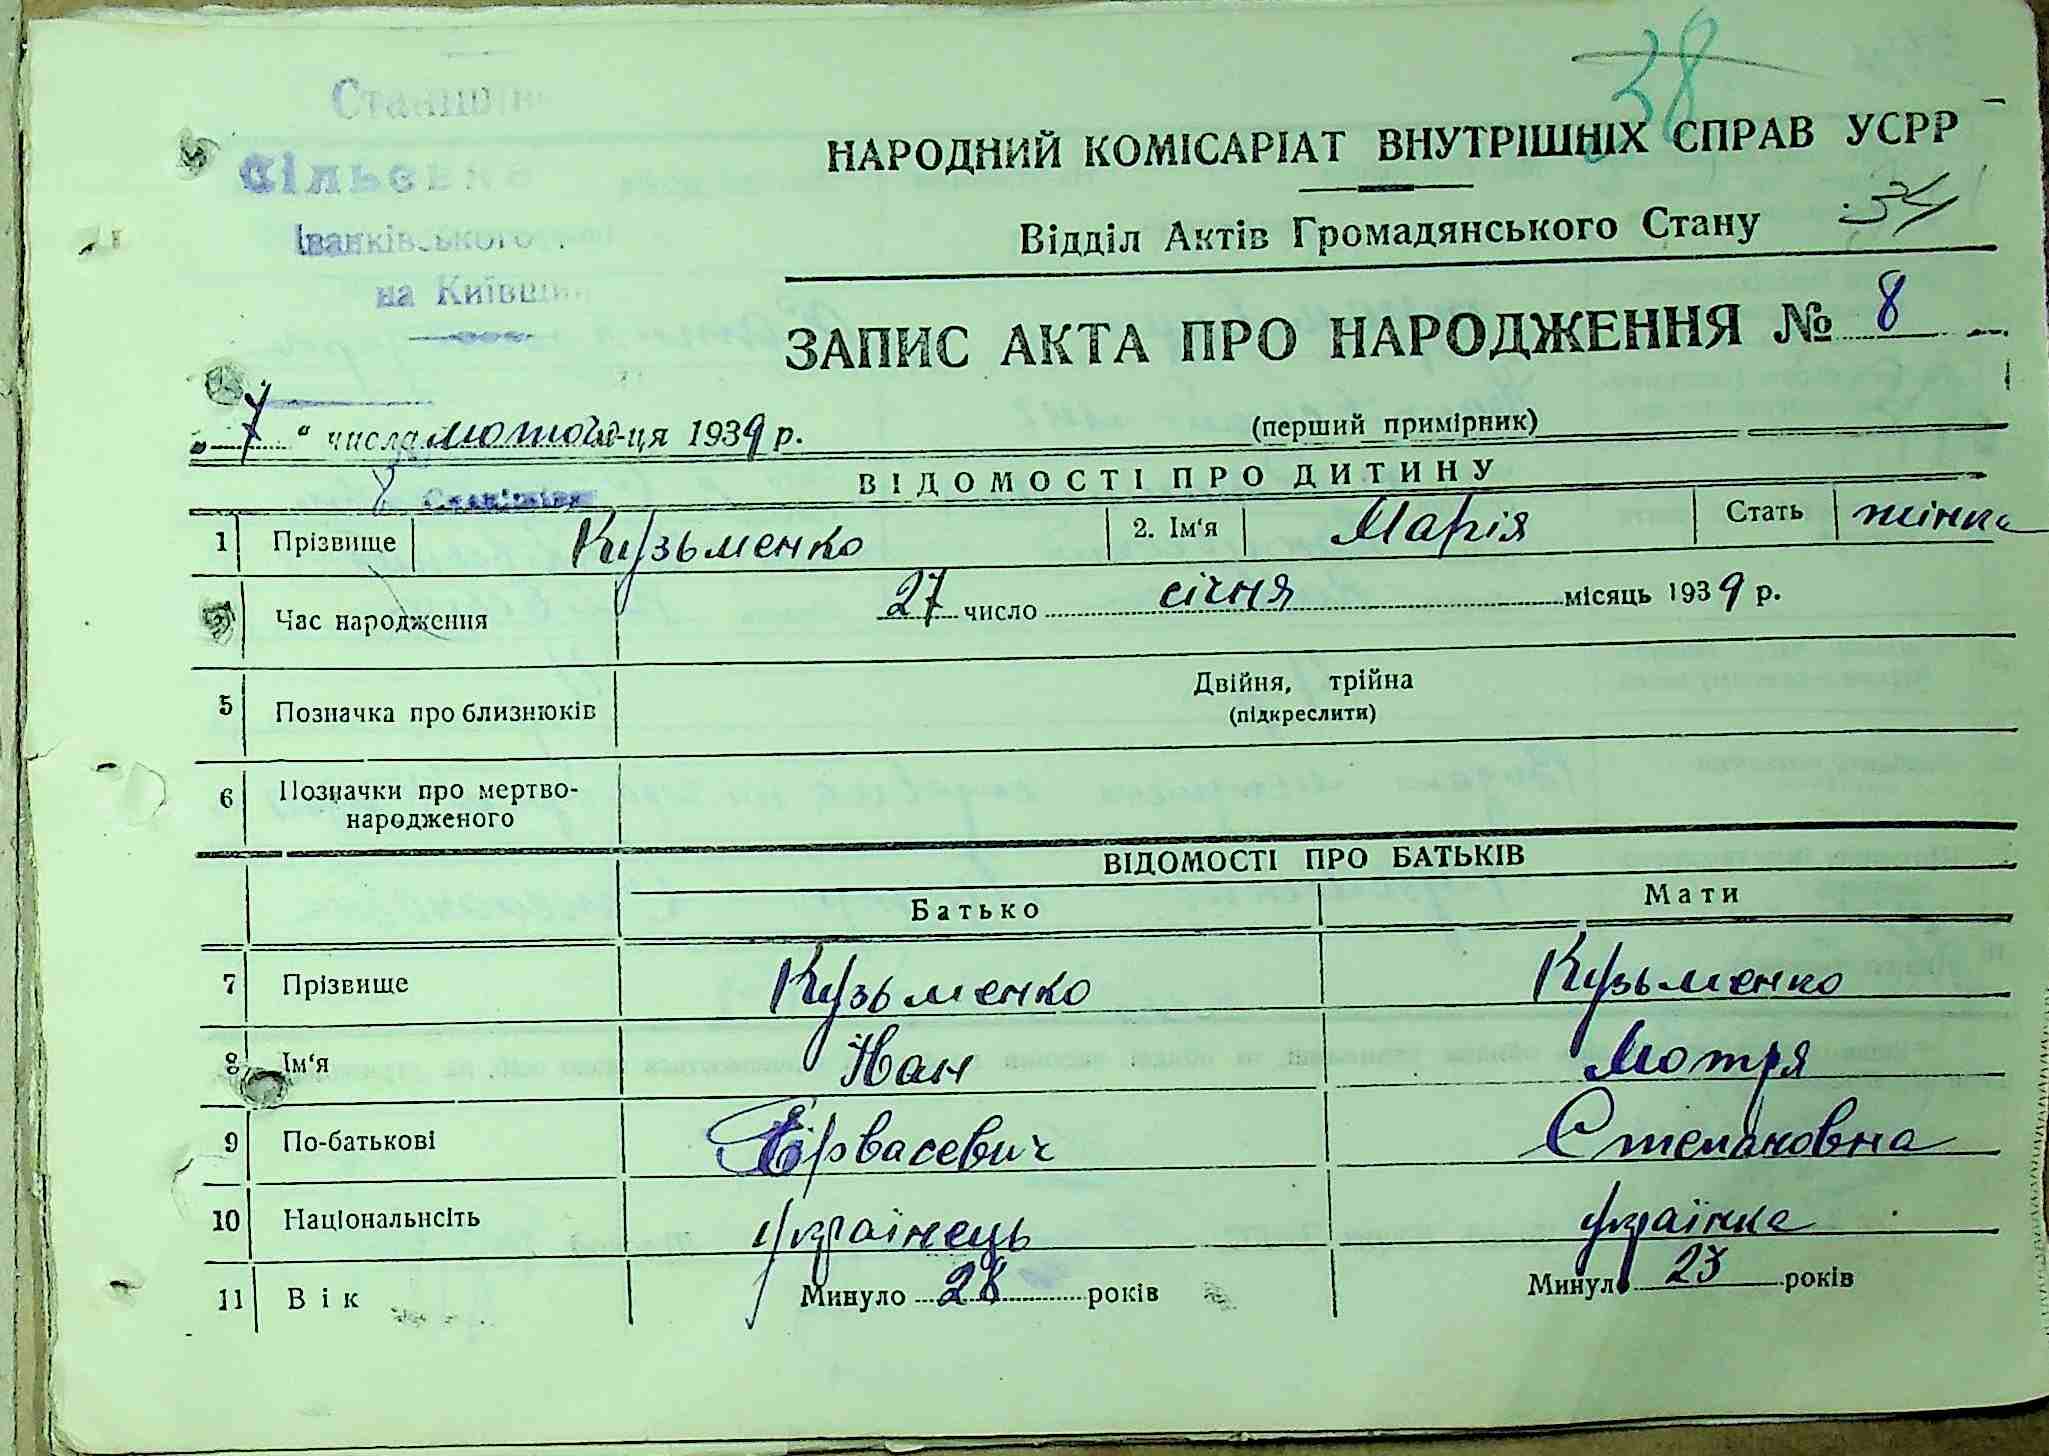 38
Сільс
Іванківського
на Київщи
НАРОДНИЙ КОМІСАРІАТ ВНУТРІШНІХ СПРАВ УСРР
Відділ Актів Громадянського Стану
ЗАПИС АКТА ПРО НАРОДЖЕННЯ № 8
„7“ числа лютого м-ця 1939 р. (перший примірник)
ВІДОМОСТІ ПРО ДИТИНУ
1 Прізвище Кузьменко 2. Ім‘я Марія Стать жінка
Час народження 27 число січня місяць 1939 р.
5 Позначка про близнюків Двійня, трійна
(підкреслити)
6 Позначки про мертво-
народженого
ВІДОМОСТІ ПРО БАТЬКІВ
Батько Мати
7 Прізвище Кузьменко Кузьменко
8 Ім‘я Іван Мотря
9 По-батькові Єрвасевич Степановна
10 Національнсіть українець українка
11 Вік Минуло 28 років Минуло 23 років